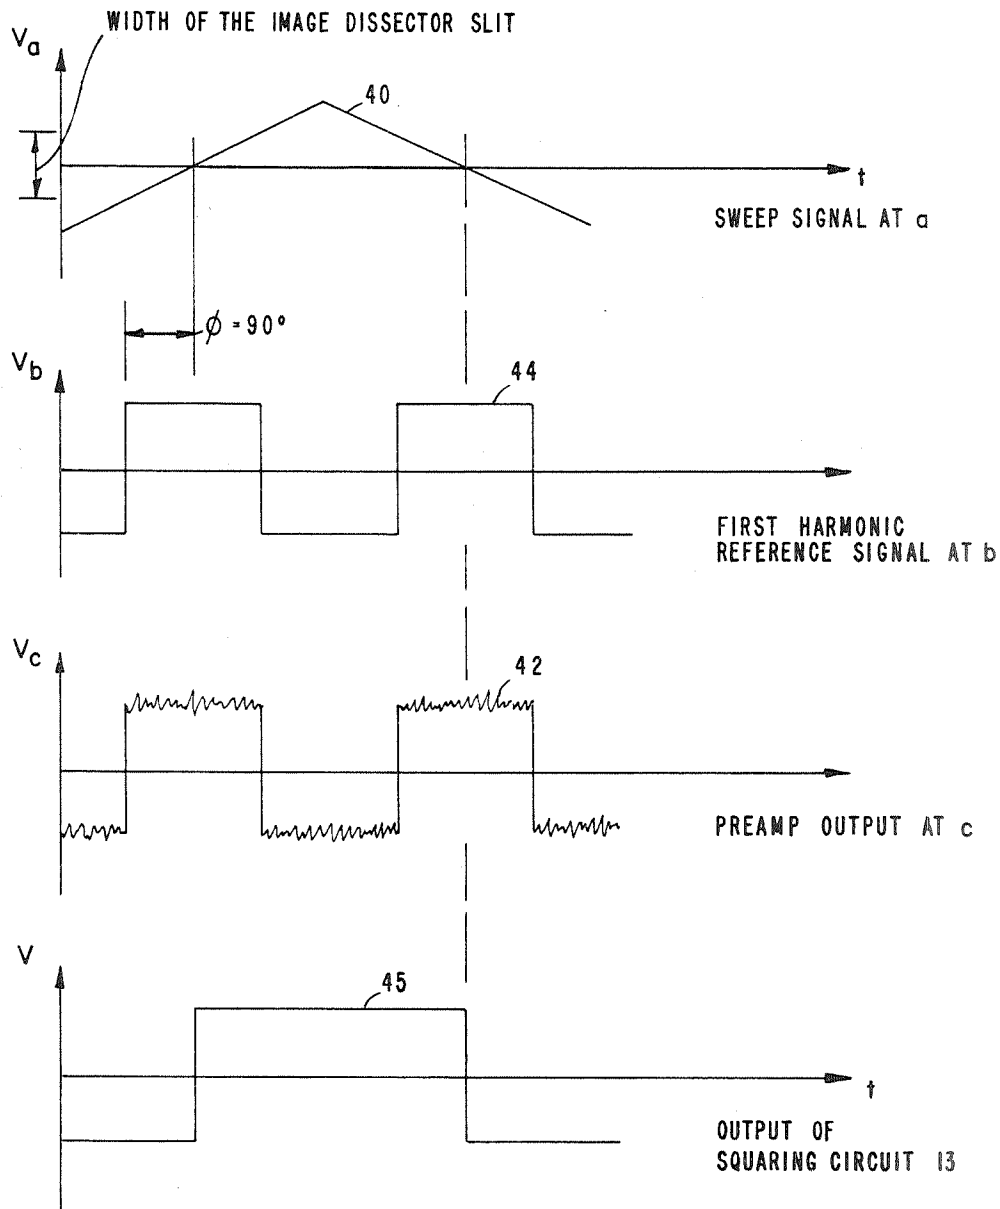 WIDTH OF THE IMAGE DISSECTOR SLIT
Va
40
t
SWEEP SIGNAL AT a
ϕ = 90°
Vb
44
FIRST HARMONIC
REFERENCE SIGNAL AT b
Vc
42
PREAMP OUTPUT AT c
V
45
t
OUTPUT OF
SQUARING CIRCUIT 13